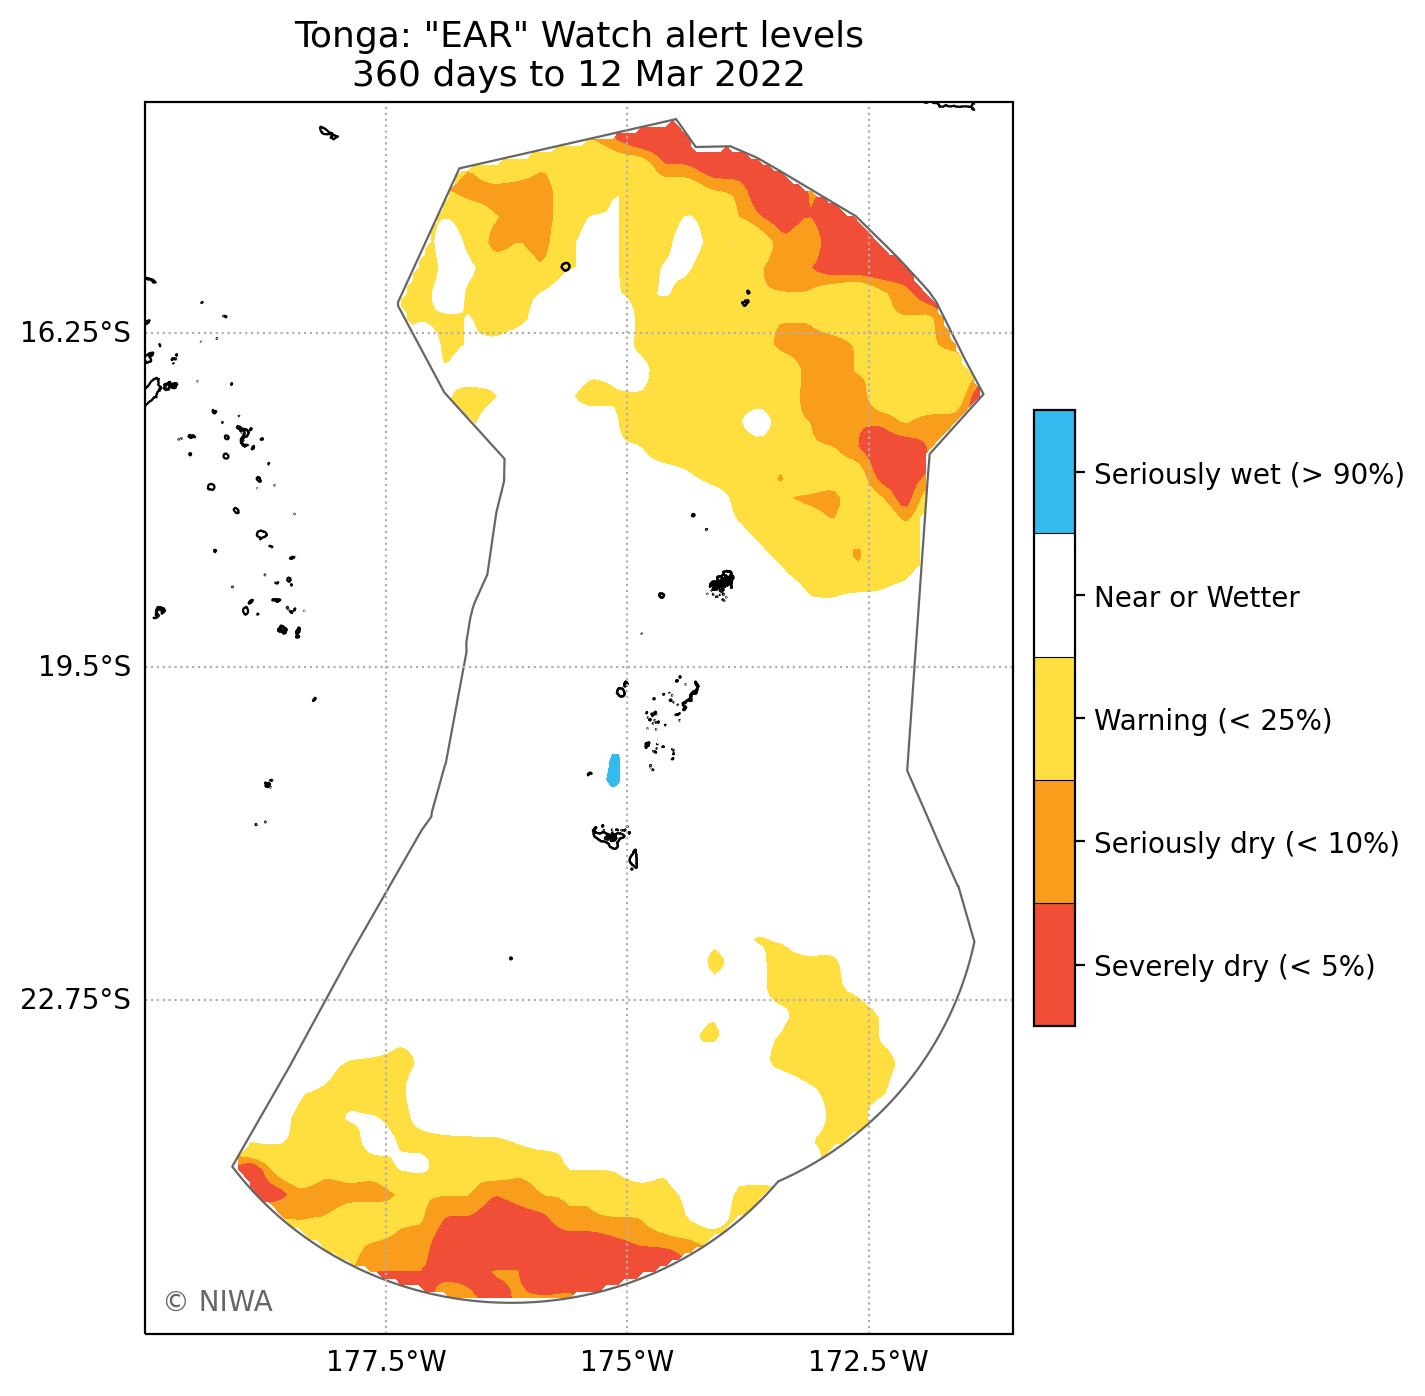 Tonga: "EAR" Watch alert levels
360 days to 12 Mar 2022
16.25°S
19.5°S
22.75°S
177.5°W
175°W
172.5°W
Seriously wet (> 90%)
Near or Wetter
Warning (< 25%)
Seriously dry (< 10%)
Severely dry (< 5%)
© NIWA